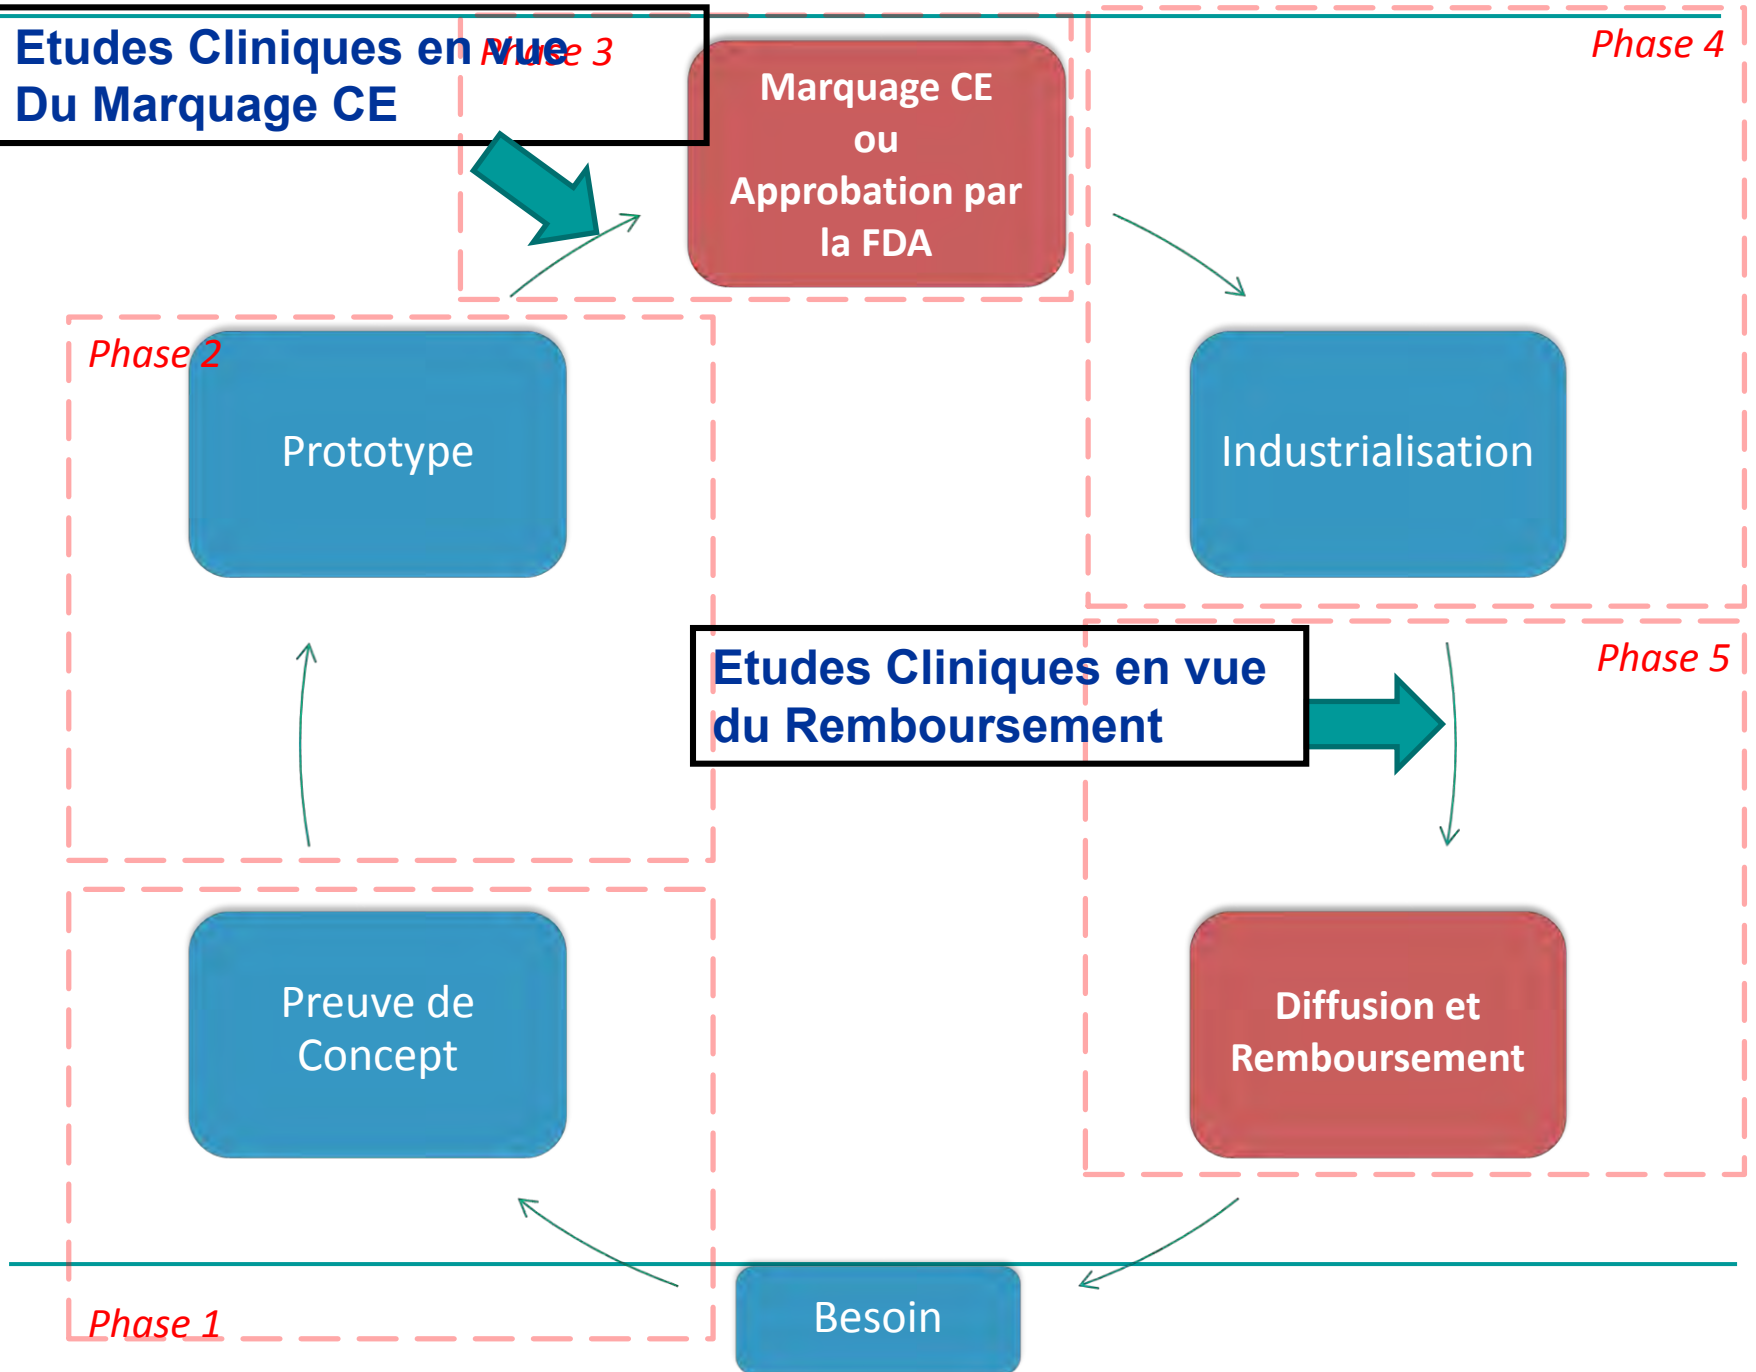 Etudes Cliniques en vue
Du Marquage CE
Phase 3
Marquage CE
ou
Approbation par
la FDA
Phase 4
Phase 2
Prototype
Industrialisation
Etudes Cliniques en vue
du Remboursement
Phase 5
Preuve de
Concept
Diffusion et
Remboursement
Phase 1
Besoin